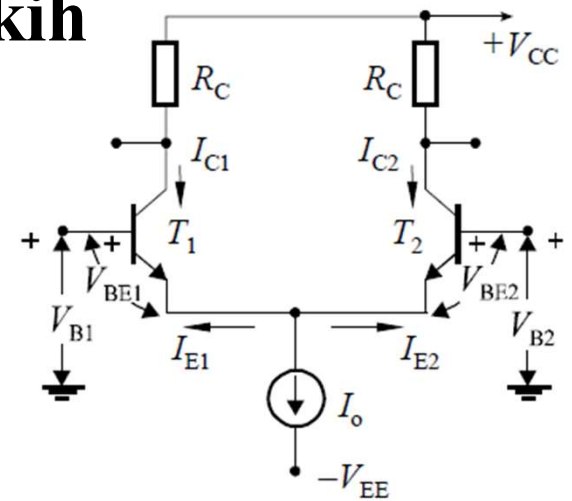 kih
+V_CC
R_C
R_C
I_C1
I_C2
+ + T_1
T_2 + +
V_BE1
V_BE2
V_B1
V_B2
I_E1
I_E2
I_o
−V_EE